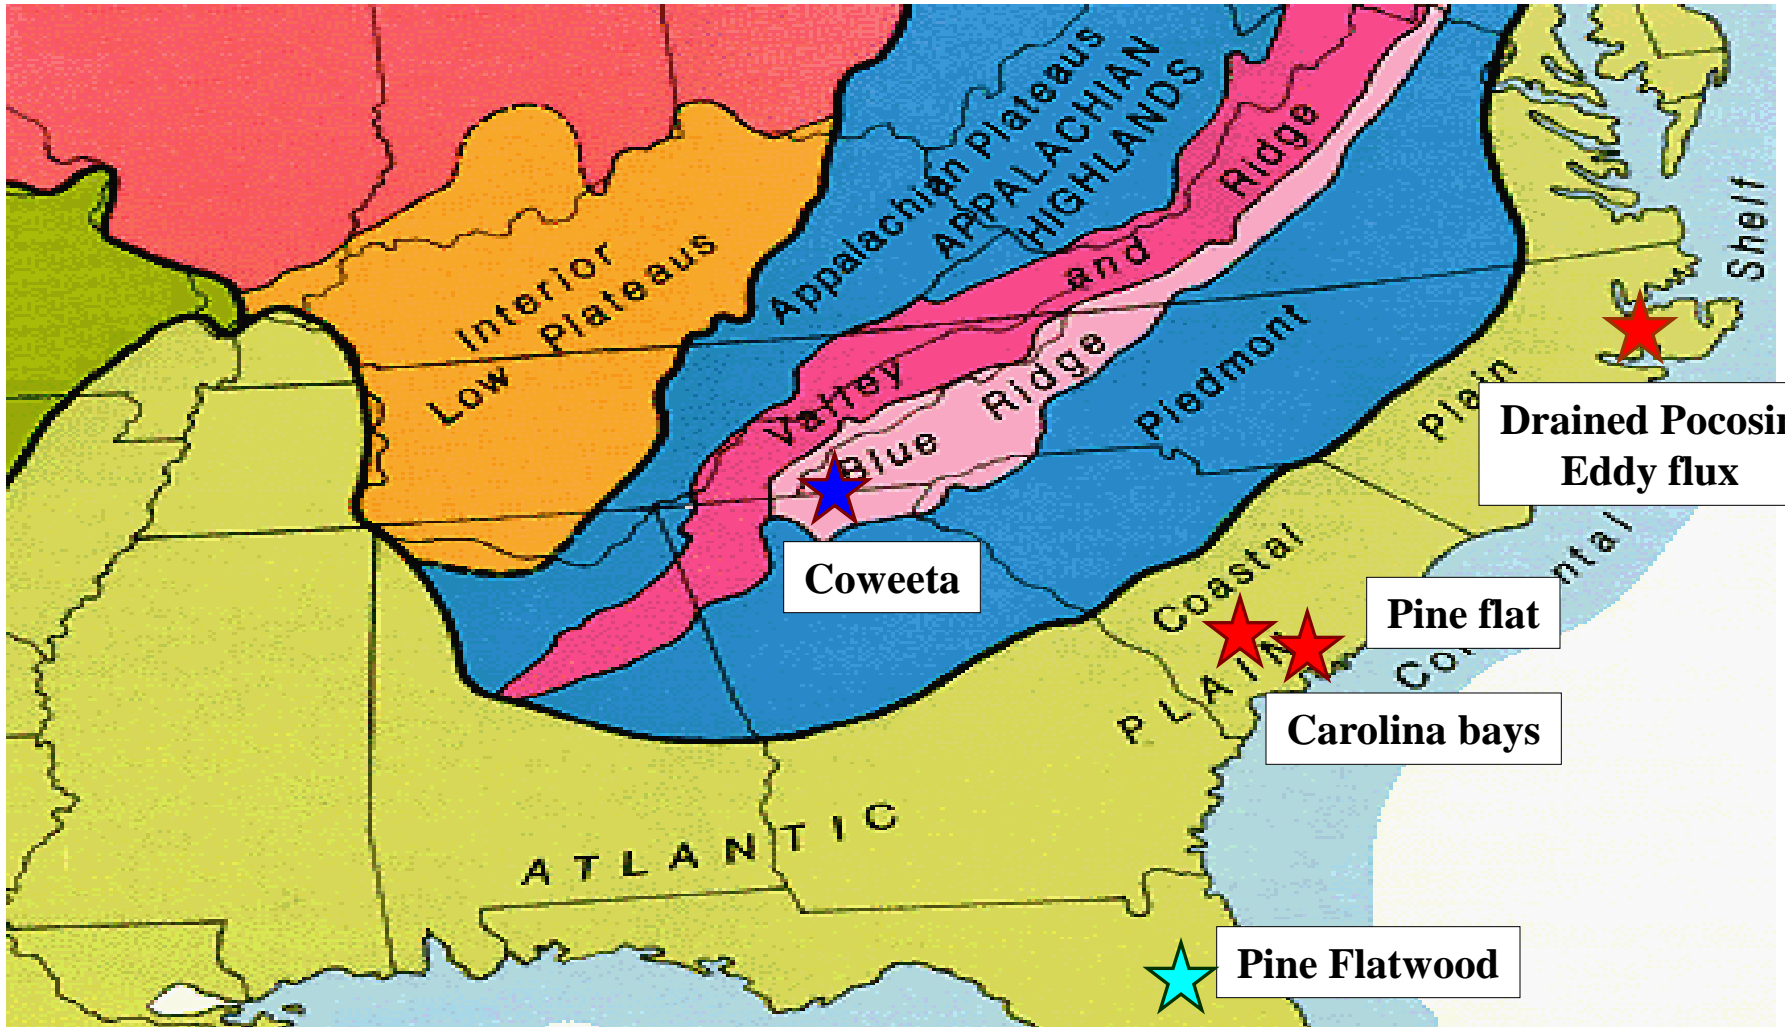 Appalachian Plateaus
APPALACHIAN
HIGHLANDS
Interior
Low Plateaus
Valley and Ridge
Blue Ridge
Piedmont
Shelf
Plain
Drained Pocosin
Eddy flux
Coweeta
Coastal
Pine flat
Carolina bays
ATLANTIC
PLAIN
Pine Flatwood